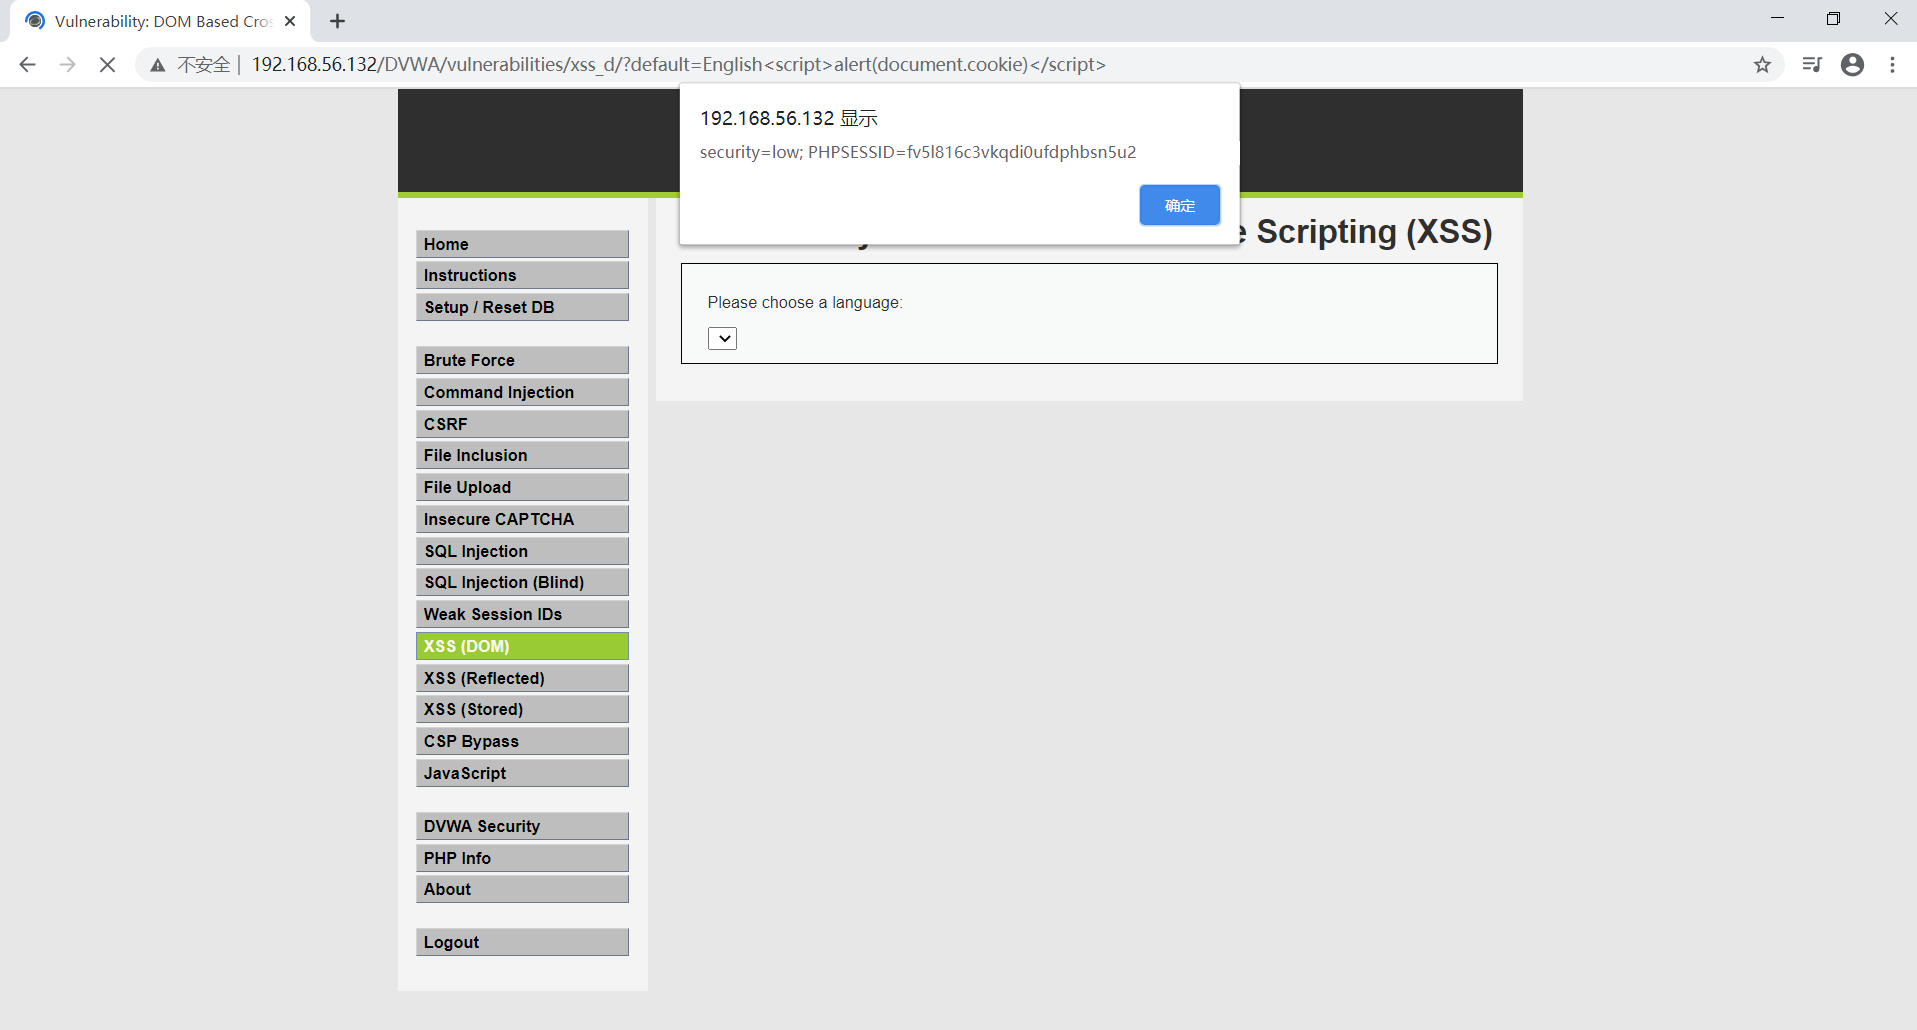 Vulnerability: DOM Based Cros
不安全 | 192.168.56.132/DVWA/vulnerabilities/xss_d/?default=English<script>alert(document.cookie)</script>
192.168.56.132 显示
security=low; PHPSESSID=fv5l816c3vkqdi0ufdphbsn5u2
确定
e Scripting (XSS)
Please choose a language:
Home
Instructions
Setup / Reset DB
Brute Force
Command Injection
CSRF
File Inclusion
File Upload
Insecure CAPTCHA
SQL Injection
SQL Injection (Blind)
Weak Session IDs
XSS (DOM)
XSS (Reflected)
XSS (Stored)
CSP Bypass
JavaScript
DVWA Security
PHP Info
About
Logout